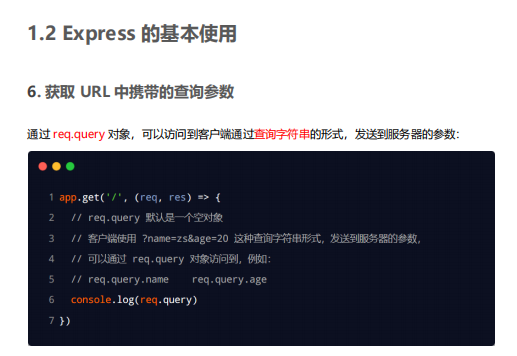 1.2 Express 的基本使用
6. 获取 URL 中携带的查询参数
通过 req.query 对象，可以访问到客户端通过查询字符串的形式，发送到服务器的参数：
1 app.get('/', (req, res) => {
2 // req.query 默认是一个空对象
3 // 客户端使用 ?name=zs&age=20 这种查询字符串形式，发送到服务器的参数，
4 // 可以通过 req.query 对象访问到，例如：
5 // req.query.name    req.query.age
6 console.log(req.query)
7 })